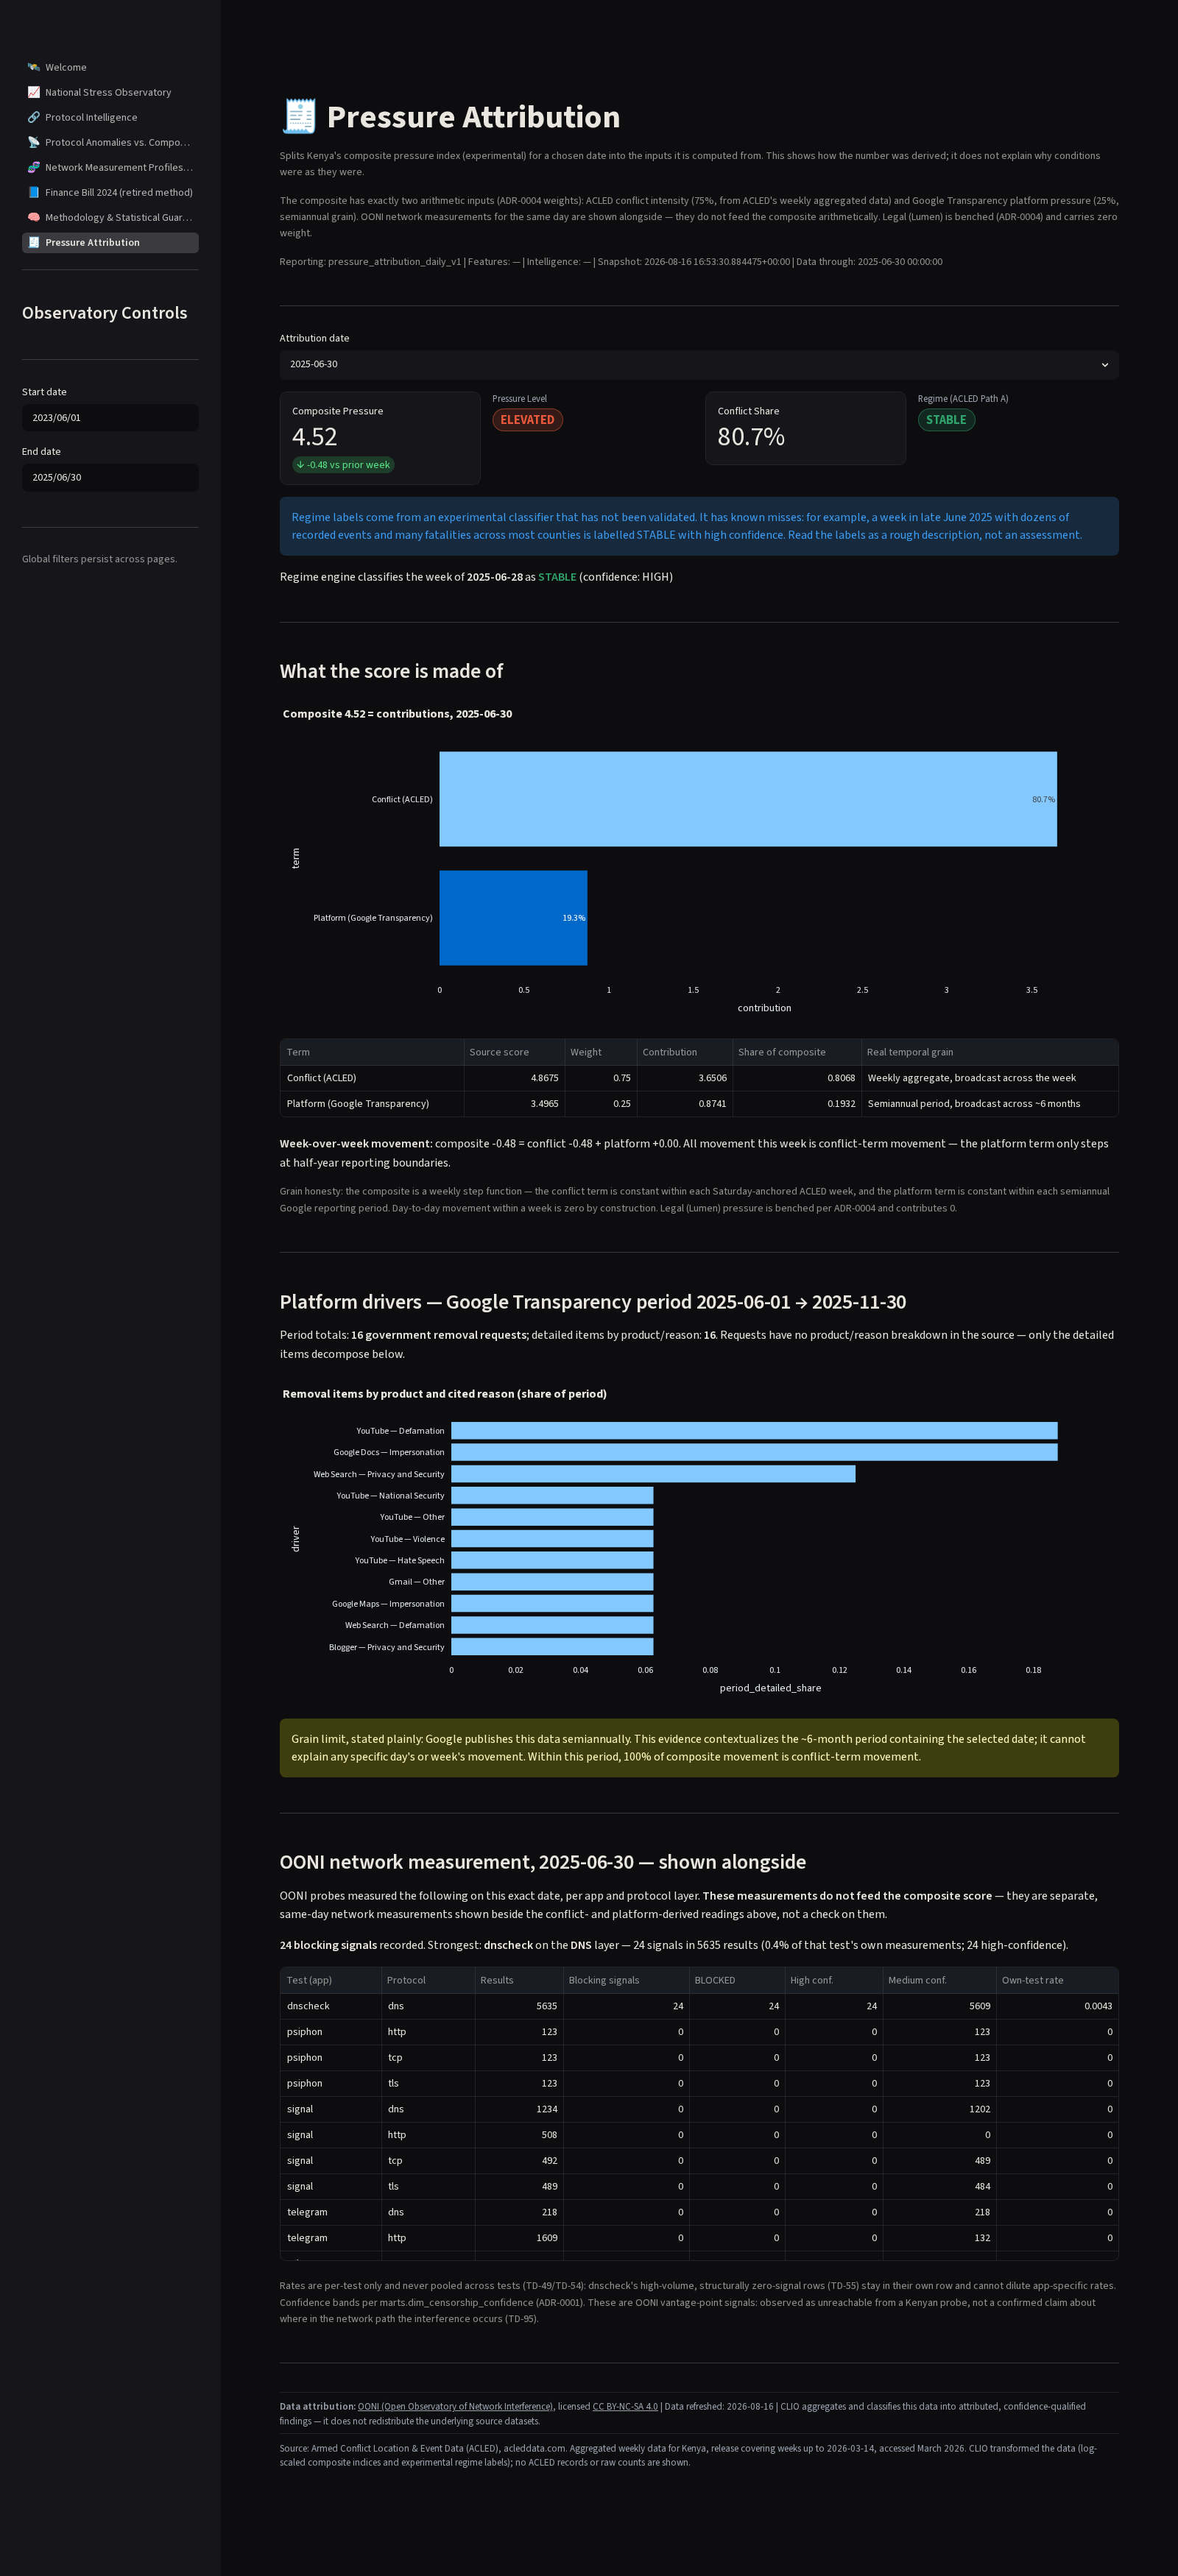 Welcome
National Stress Observatory
Protocol Intelligence
Protocol Anomalies vs. Compo…
Network Measurement Profiles…
Finance Bill 2024 (retired method)
Methodology & Statistical Guar…
Pressure Attribution
Observatory Controls
Start date
2023/06/01
End date
2025/06/30
Global filters persist across pages.
Pressure Attribution
Splits Kenya's composite pressure index (experimental) for a chosen date into the inputs it is computed from. This shows how the number was derived; it does not explain why conditions
were as they were.
The composite has exactly two arithmetic inputs (ADR-0004 weights): ACLED conflict intensity (75%, from ACLED's weekly aggregated data) and Google Transparency platform pressure (25%,
semiannual grain). OONI network measurements for the same day are shown alongside — they do not feed the composite arithmetically. Legal (Lumen) is benched (ADR-0004) and carries zero
weight.
Reporting: pressure_attribution_daily_v1 | Features: — | Intelligence: — | Snapshot: 2026-08-16 16:53:30.884475+00:00 | Data through: 2025-06-30 00:00:00
Attribution date
2025-06-30
Composite Pressure
4.52
↓ -0.48 vs prior week
Pressure Level
ELEVATED
Conflict Share
80.7%
Regime (ACLED Path A)
STABLE
Regime labels come from an experimental classifier that has not been validated. It has known misses: for example, a week in late June 2025 with dozens of
recorded events and many fatalities across most counties is labelled STABLE with high confidence. Read the labels as a rough description, not an assessment.
Regime engine classifies the week of 2025-06-28 as STABLE (confidence: HIGH)
What the score is made of
Composite 4.52 = contributions, 2025-06-30
term
Conflict (ACLED)
80.7%
Platform (Google Transparency)
19.3%
0 0.5 1 1.5 2 2.5 3 3.5
contribution
Term Source score Weight Contribution Share of composite Real temporal grain
Conflict (ACLED) 4.8675 0.75 3.6506 0.8068 Weekly aggregate, broadcast across the week
Platform (Google Transparency) 3.4965 0.25 0.8741 0.1932 Semiannual period, broadcast across ~6 months
Week-over-week movement: composite -0.48 = conflict -0.48 + platform +0.00. All movement this week is conflict-term movement — the platform term only steps
at half-year reporting boundaries.
Grain honesty: the composite is a weekly step function — the conflict term is constant within each Saturday-anchored ACLED week, and the platform term is constant within each semiannual
Google reporting period. Day-to-day movement within a week is zero by construction. Legal (Lumen) pressure is benched per ADR-0004 and contributes 0.
Platform drivers — Google Transparency period 2025-06-01 → 2025-11-30
Period totals: 16 government removal requests; detailed items by product/reason: 16. Requests have no product/reason breakdown in the source — only the detailed
items decompose below.
Removal items by product and cited reason (share of period)
driver
YouTube — Defamation
Google Docs — Impersonation
Web Search — Privacy and Security
YouTube — National Security
YouTube — Other
YouTube — Violence
YouTube — Hate Speech
Gmail — Other
Google Maps — Impersonation
Web Search — Defamation
Blogger — Privacy and Security
0 0.02 0.04 0.06 0.08 0.1 0.12 0.14 0.16 0.18
period_detailed_share
Grain limit, stated plainly: Google publishes this data semiannually. This evidence contextualizes the ~6-month period containing the selected date; it cannot
explain any specific day's or week's movement. Within this period, 100% of composite movement is conflict-term movement.
OONI network measurement, 2025-06-30 — shown alongside
OONI probes measured the following on this exact date, per app and protocol layer. These measurements do not feed the composite score — they are separate,
same-day network measurements shown beside the conflict- and platform-derived readings above, not a check on them.
24 blocking signals recorded. Strongest: dnscheck on the DNS layer — 24 signals in 5635 results (0.4% of that test's own measurements; 24 high-confidence).
Test (app) Protocol Results Blocking signals BLOCKED High conf. Medium conf. Own-test rate
dnscheck dns 5635 24 24 24 5609 0.0043
psiphon http 123 0 0 0 123 0
psiphon tcp 123 0 0 0 123 0
psiphon tls 123 0 0 0 123 0
signal dns 1234 0 0 0 1202 0
signal http 508 0 0 0 0 0
signal tcp 492 0 0 0 489 0
signal tls 489 0 0 0 484 0
telegram dns 218 0 0 0 218 0
telegram http 1609 0 0 0 132 0
Rates are per-test only and never pooled across tests (TD-49/TD-54): dnscheck's high-volume, structurally zero-signal rows (TD-55) stay in their own row and cannot dilute app-specific rates.
Confidence bands per marts.dim_censorship_confidence (ADR-0001). These are OONI vantage-point signals: observed as unreachable from a Kenyan probe, not a confirmed claim about
where in the network path the interference occurs (TD-95).
Data attribution: OONI (Open Observatory of Network Interference), licensed CC BY-NC-SA 4.0 | Data refreshed: 2026-08-16 | CLIO aggregates and classifies this data into attributed, confidence-qualified
findings — it does not redistribute the underlying source datasets.
Source: Armed Conflict Location & Event Data (ACLED), acleddata.com. Aggregated weekly data for Kenya, release covering weeks up to 2026-03-14, accessed March 2026. CLIO transformed the data (log-
scaled composite indices and experimental regime labels); no ACLED records or raw counts are shown.